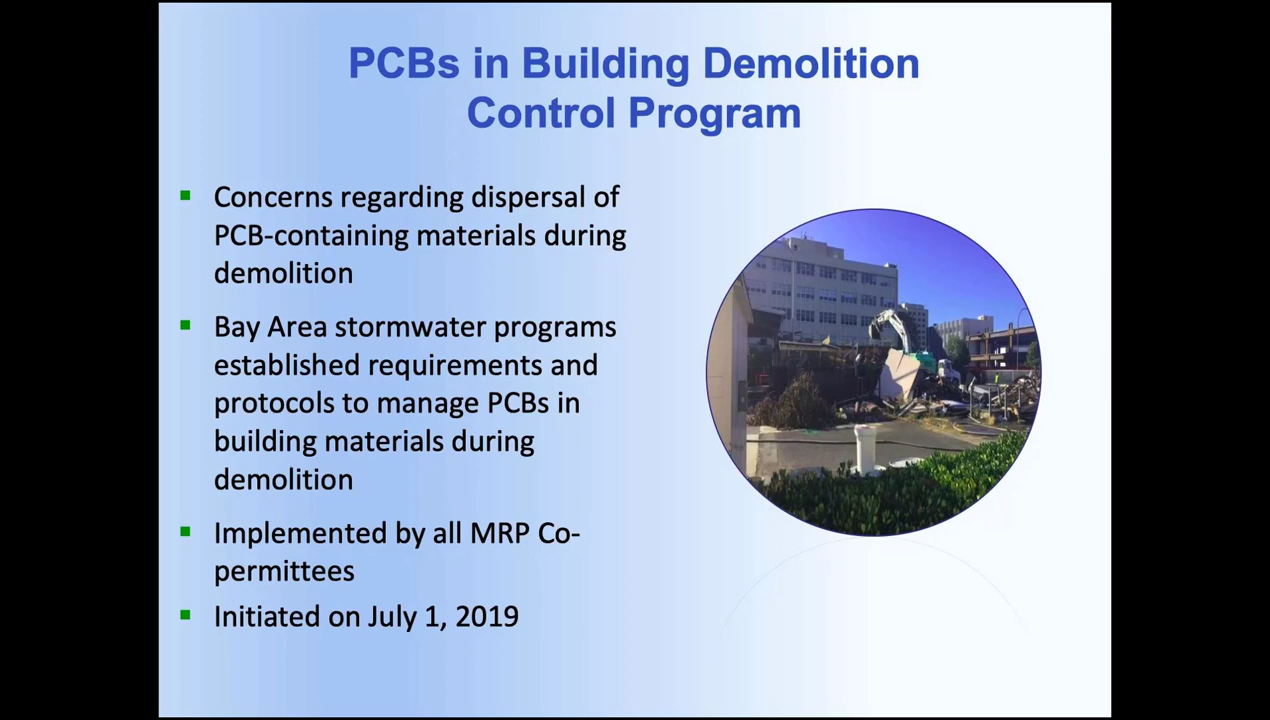 PCBs in Building Demolition
Control Program
Concerns regarding dispersal of
PCB-containing materials during
demolition
Bay Area stormwater programs
established requirements and
protocols to manage PCBs in
building materials during
demolition
Implemented by all MRP Co-
permittees
Initiated on July 1, 2019